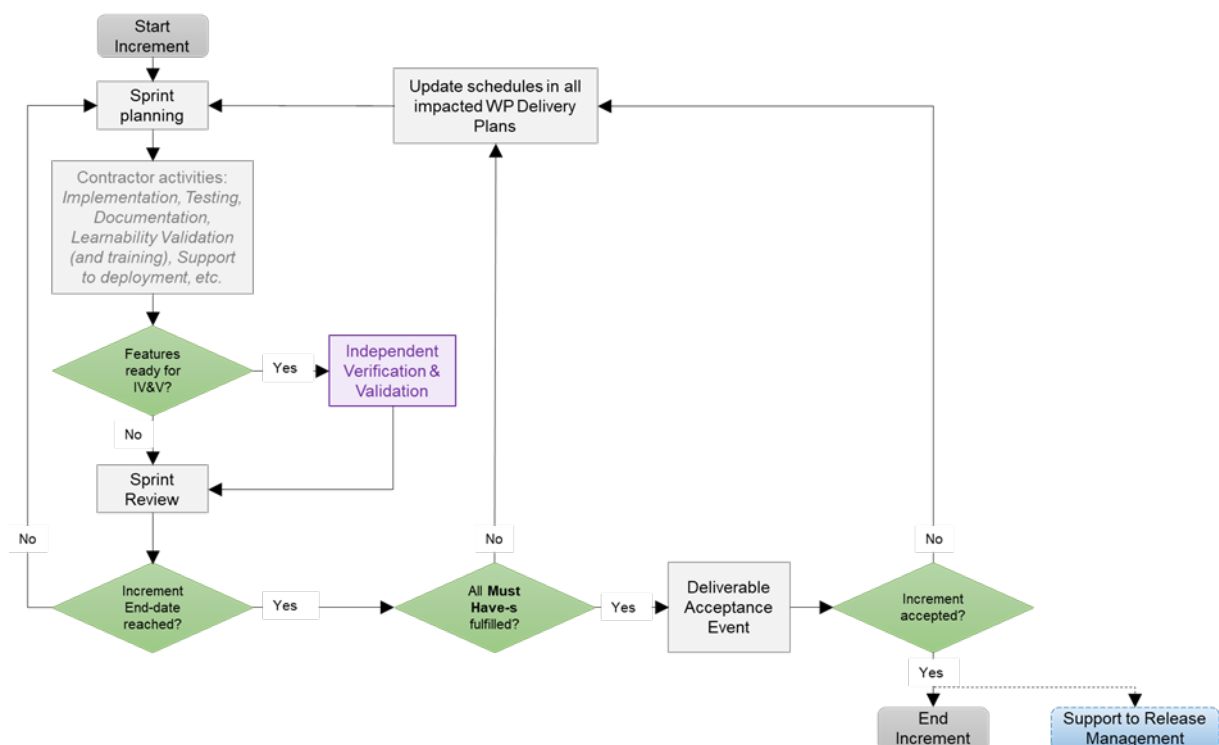 Start
Increment
Sprint
planning
Update schedules in all
impacted WP Delivery
Plans
Contractor activities:
Implementation, Testing,
Documentation,
Learnability Validation
(and training), Support
to deployment, etc.
Features
ready for
IV&V?
Yes
Independent
Verification &
Validation
No
Sprint
Review
No
Increment
End-date
reached?
Yes
No
All Must
Have-s
fulfilled?
Yes
Deliverable
Acceptance
Event
No
Increment
accepted?
Yes
End
Increment
Support to Release
Management